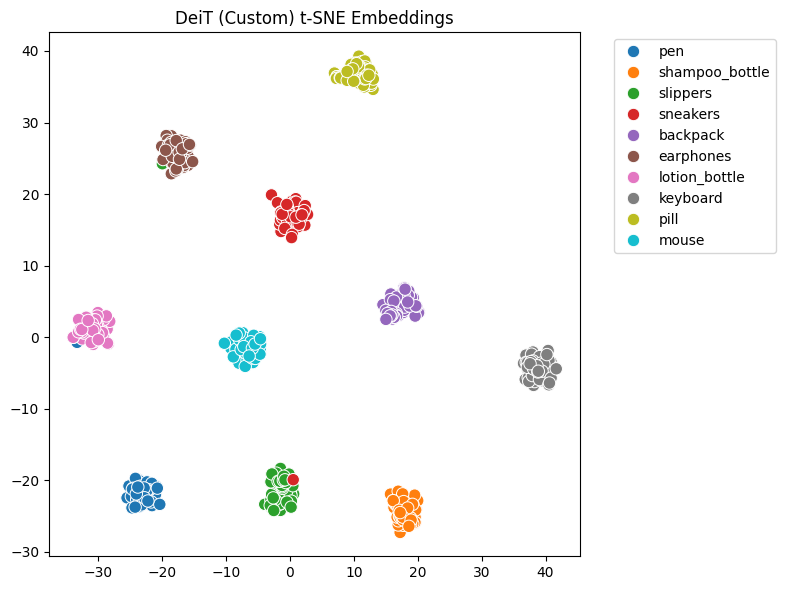 DeiT (Custom) t-SNE Embeddings
40
30
20
10
0
−10
−20
−30
−30
−20
−10
0
10
20
30
40
pen
shampoo_bottle
slippers
sneakers
backpack
earphones
lotion_bottle
keyboard
pill
mouse